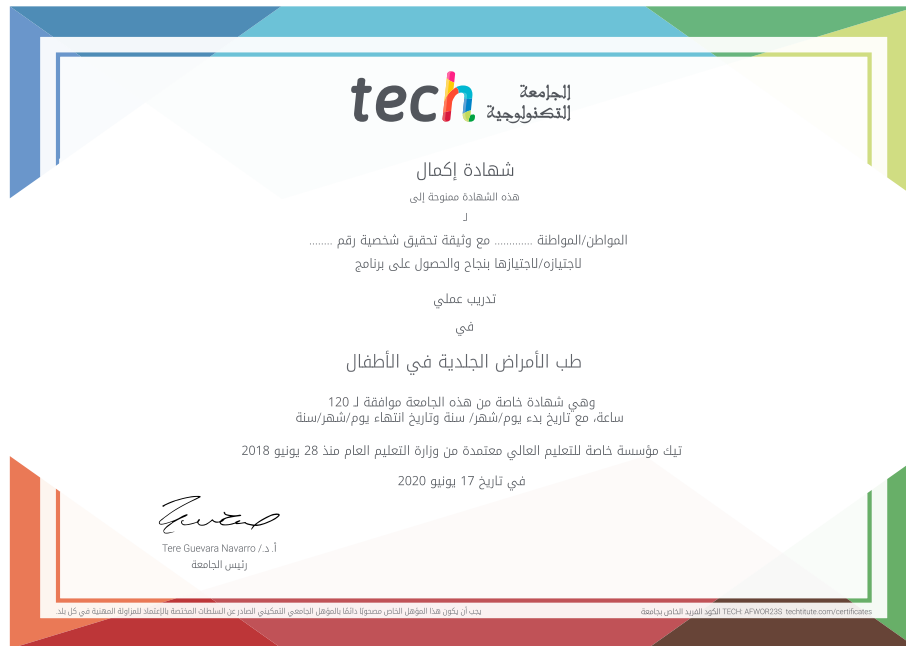 tech
الجامعة
التكنولوجية
شهادة إكمال
هذه الشهادة ممنوحة إلى
لـ
المواطن/المواطنة ............. مع وثيقة تحقيق شخصية رقم ........
لاجتيازه/لاجتيازها بنجاح والحصول على برنامج
تدريب عملي
في
طب الأمراض الجلدية في الأطفال
وهي شهادة خاصة من هذه الجامعة موافقة لـ 120
ساعة، مع تاريخ بدء يوم/شهر/ سنة وتاريخ انتهاء يوم/شهر/سنة
تيك مؤسسة خاصة للتعليم العالي معتمدة من وزارة التعليم العام منذ 28 يونيو 2018
في تاريخ 17 يونيو 2020
أ.د./ Tere Guevara Navarro
رئيس الجامعة
يجب أن يكون هذا المؤهل الخاص مصحوبًا دائمًا بالمؤهل الجامعي التمكيني الصادر عن السلطات المختصة بالإعتماد للمزاولة المهنية في كل بلد.
الكود الفريد الخاص بجامعة TECH: AFWOR23S techtitute.com/certificates